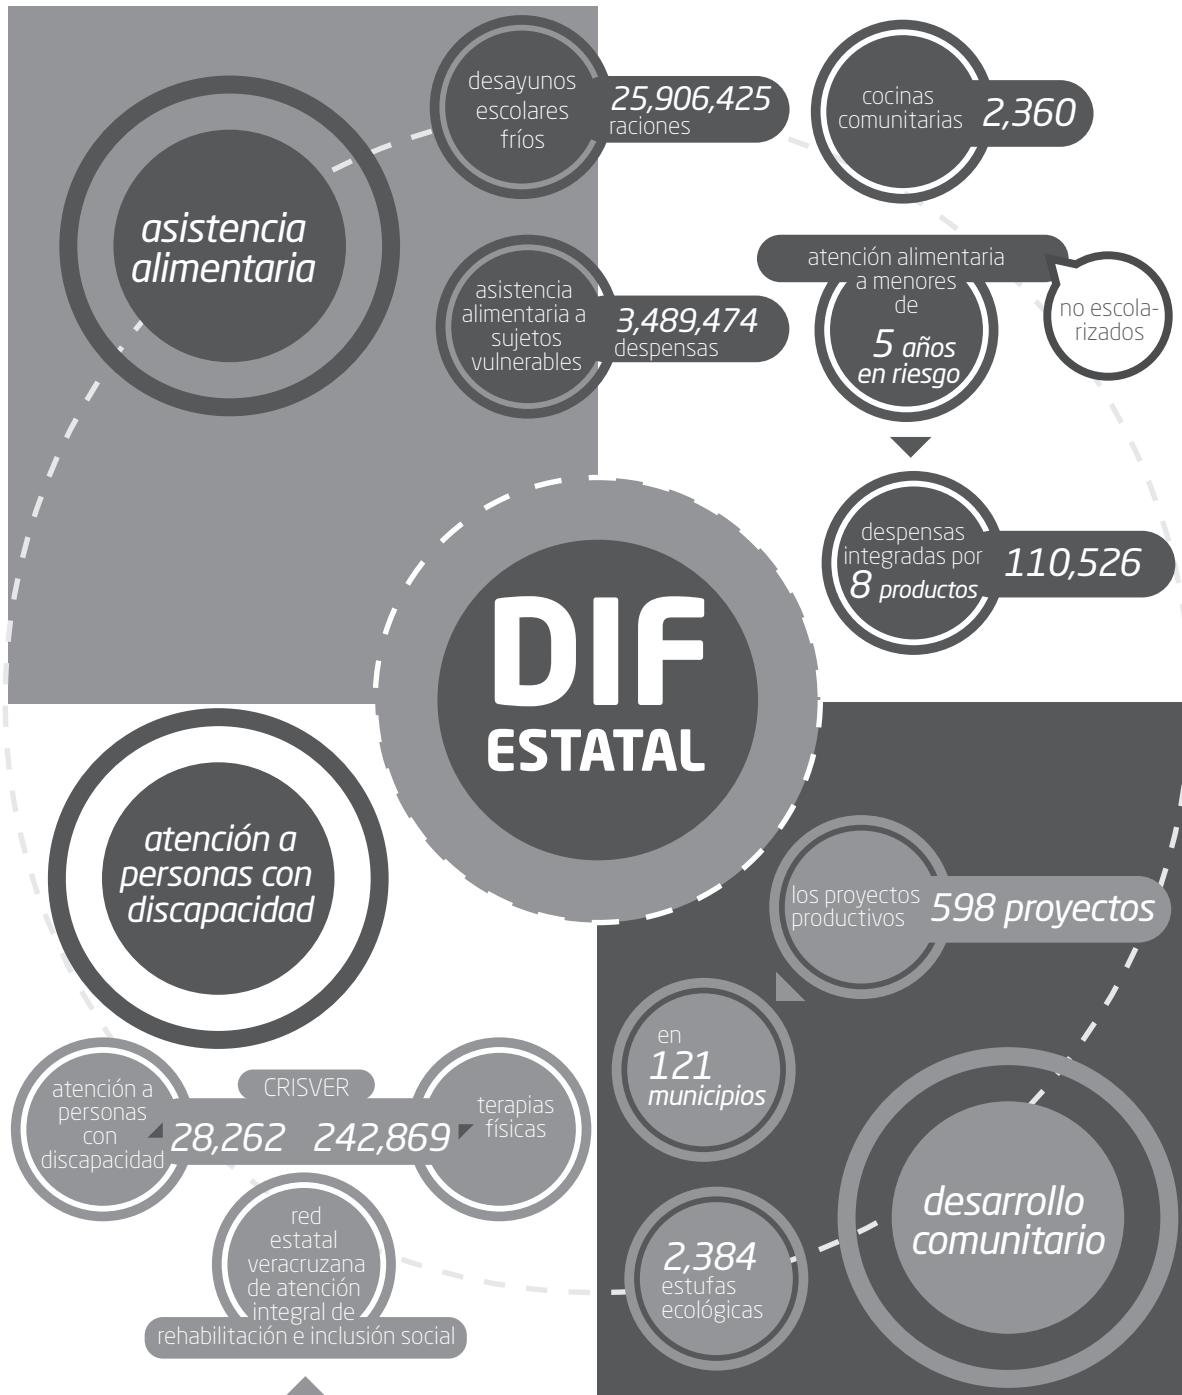 asistencia
alimentaria
desayunos
escolares
fríos
25,906,425
raciones
cocinas
comunitarias
2,360
asistencia
alimentaria a
sujetos
vulnerables
3,489,474
despensas
atención alimentaria
a menores
de
5 años
en riesgo
no escola-
rizados
despensas
integradas por
8 productos
110,526
DIF
ESTATAL
atención a
personas con
discapacidad
atención a
personas
con
discapacidad
CRISVER
28,262
242,869
terapias
físicas
red
estatal
veracruzana
de atención
integral de
rehabilitación e inclusión social
los proyectos
productivos
598 proyectos
en
121
municipios
2,384
estufas
ecológicas
desarrollo
comunitario